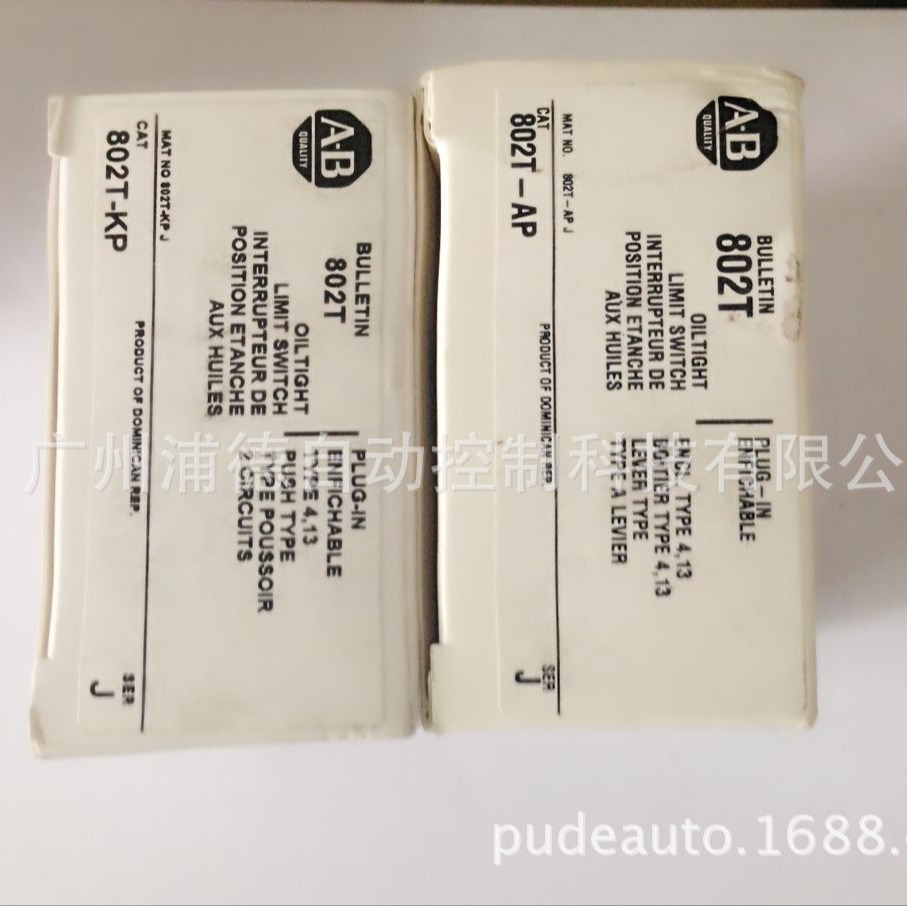 A-B
QUALITY
BULLETIN
802T
OILTIGHT
LIMIT SWITCH
INTERRUPTEUR DE
POSITION ETANCHE
AUX HUILES
PLUG-IN
ENFICHABLE
TYPE 4,13
PUSH TYPE
TYPE POUSSOIR
2 CIRCUITS
MAT NO 802T-KP J
CAT
802T-KP
PRODUCT OF DOMINICAN REP.
SER
J
A-B
QUALITY
BULLETIN
802T
OILTIGHT
LIMIT SWITCH
INTERRUPTEUR DE
POSITION ETANCHE
AUX HUILES
PLUG-IN
ENFICHABLE
ENCL TYPE 4,13
BOITIER TYPE 4,13
LEVER TYPE
TYPE A LEVIER
MAT NO. 802T-AP J
CAT
802T-AP
PRODUCT OF DOMINICAN REP.
SER
J
广州浦德自动控制科技有限公
pudeauto.1688.c